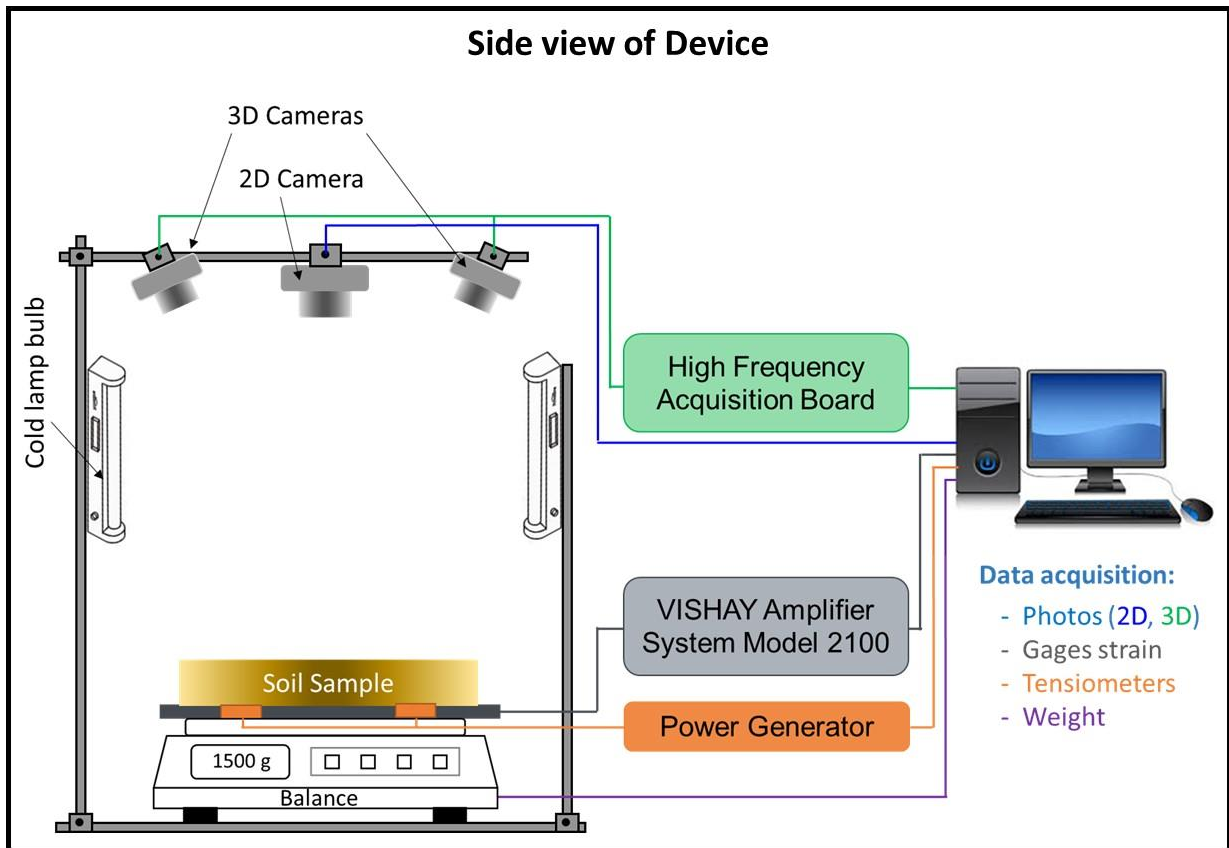 Side view of Device
3D Cameras
2D Camera
Cold lamp bulb
High Frequency
Acquisition Board
VISHAY Amplifier
System Model 2100
Data acquisition:
- Photos (2D, 3D)
- Gages strain
- Tensiometers
- Weight
Soil Sample
Power Generator
1500 g
Balance